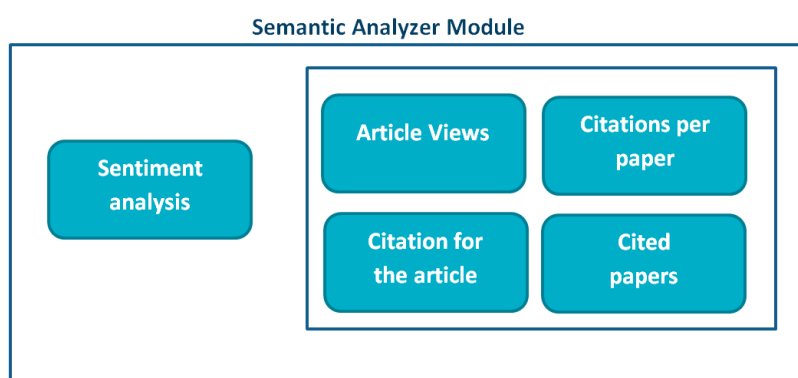 Semantic Analyzer Module
Sentiment
analysis
Article Views
Citations per
paper
Citation for
the article
Cited
papers